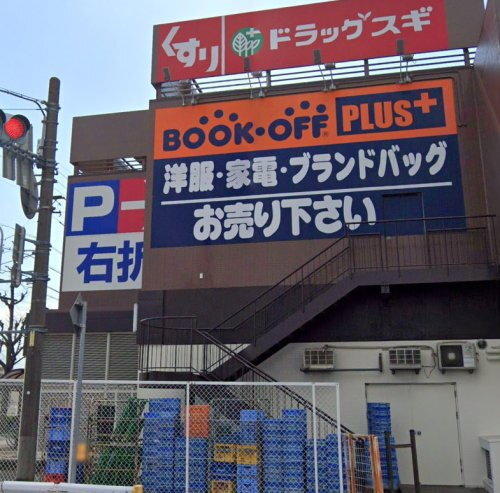 くすり ドラッグスギ
BOOK・OFF PLUS+
洋服・家電・ブランドバッグ
お売り下さい
P
右折